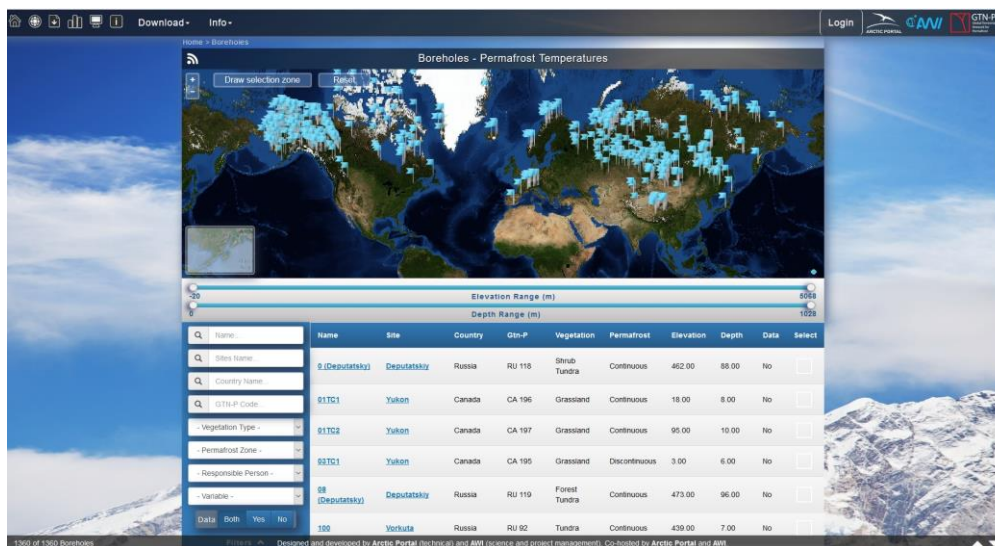 Download Info Login ARCTIC PORTAL AWI GTN-P
Home > Boreholes
Boreholes - Permafrost Temperatures
+ Draw selection zone Reset
-
-20 Elevation Range (m) 5068
0 Depth Range (m) 1028
Name... Name Site Country Gtn-P Vegetation Permafrost Elevation Depth Data Select
Sites Name...
Country Name...
GTN-P Code...
- Vegetation Type -
- Permafrost Zone -
- Responsible Person -
- Variable -
Data Both Yes No
0 (Deputatsky) Deputatskiy Russia RU 118 Shrub Tundra Continuous 462.00 88.00 No
01TC1 Yukon Canada CA 196 Grassland Continuous 18.00 8.00 No
01TC2 Yukon Canada CA 197 Grassland Continuous 95.00 10.00 No
03TC1 Yukon Canada CA 195 Grassland Discontinuous 3.00 6.00 No
08 (Deputatsky) Deputatskiy Russia RU 119 Forest Tundra Continuous 473.00 96.00 No
100 Vorkuta Russia RU 92 Tundra Continuous 439.00 7.00 No
1360 of 1360 Boreholes Filters Designed and developed by Arctic Portal (technical) and AWI (science and project management). Co-hosted by Arctic Portal and AWI